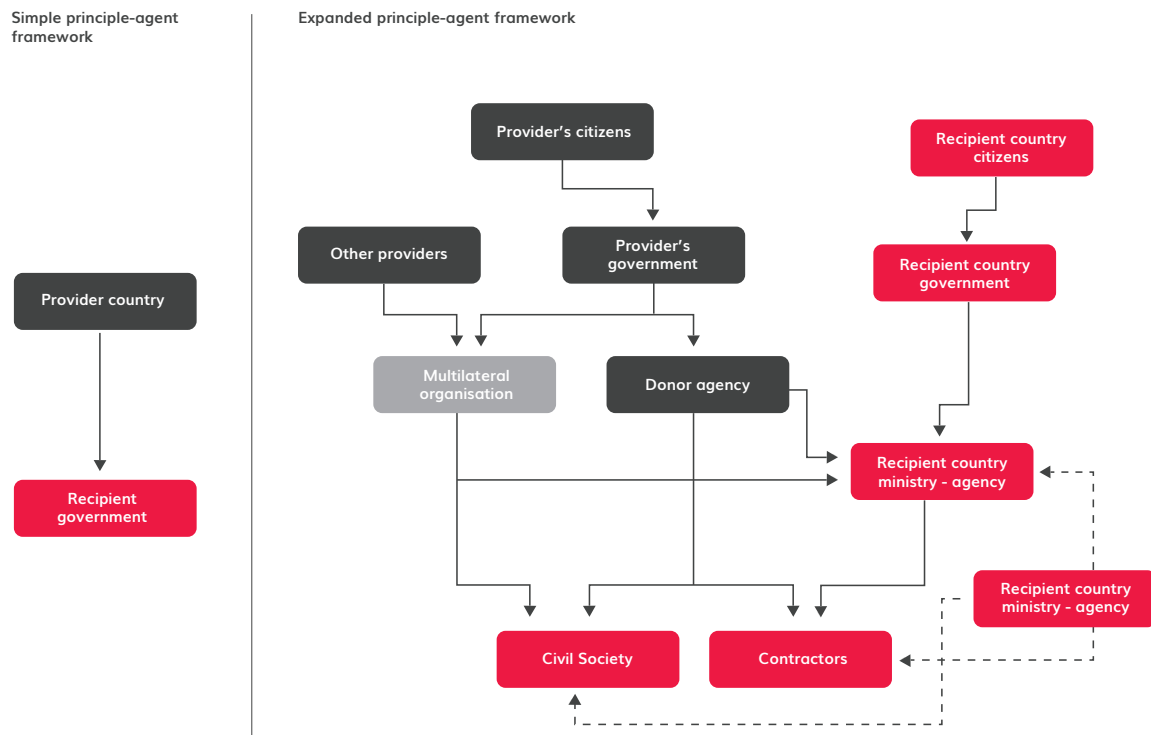 Simple principle-agent
framework
Expanded principle-agent framework
Provider's citizens
Recipient country
citizens
Other providers
Provider's
government
Recipient country
government
Provider country
Multilateral
organisation
Donor agency
Recipient country
ministry - agency
Recipient
government
Recipient country
ministry - agency
Civil Society
Contractors